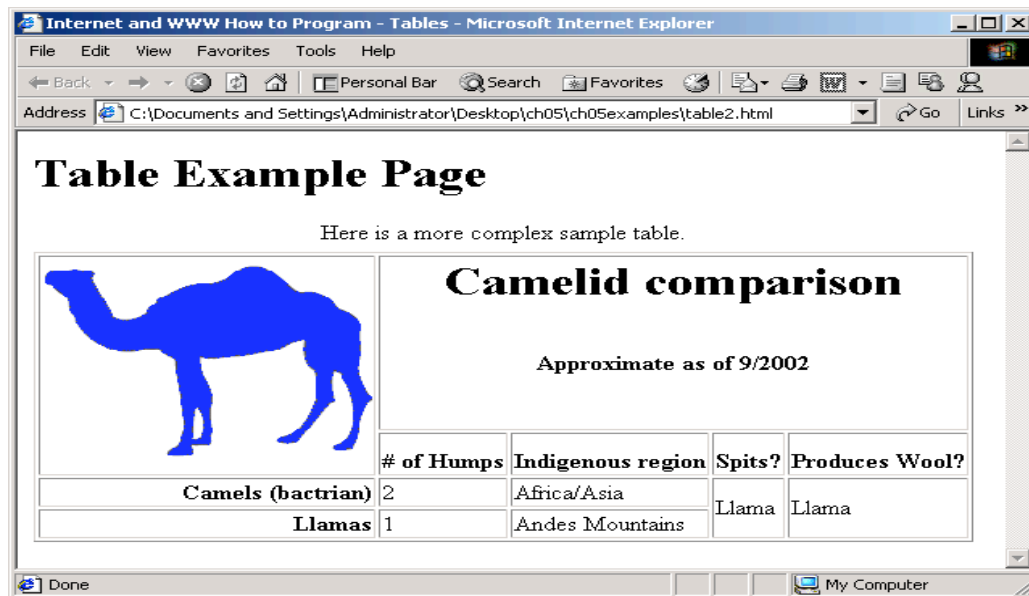 Internet and WWW How to Program - Tables - Microsoft Internet Explorer
File Edit View Favorites Tools Help
Back Personal Bar Search Favorites
Address C:\Documents and Settings\Administrator\Desktop\ch05\ch05examples\table2.html Go Links »
Table Example Page
Here is a more complex sample table.
Camelid comparison
Approximate as of 9/2002
# of Humps Indigenous region Spits? Produces Wool?
Camels (bactrian) 2 Africa/Asia Llama Llama
Llamas 1 Andes Mountains
Done My Computer